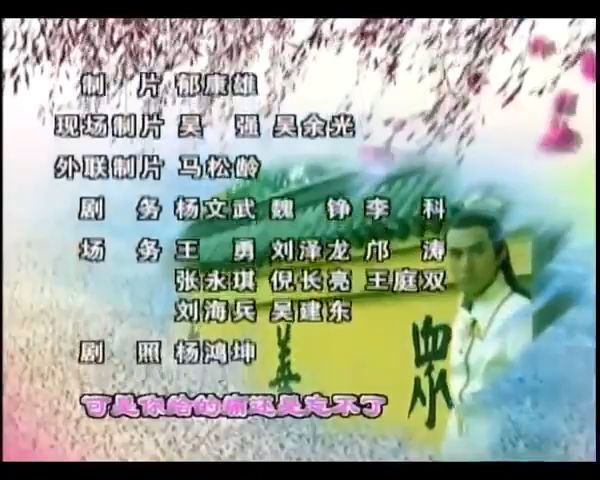 制 片 郁康雄
现场制片 吴 强 吴余光
外联制片 马松龄
剧 务 杨文武 魏 铮 李 科
场 务 王 勇 刘泽龙 邝 涛
张永琪 倪长亮 王庭双
刘海兵 吴建东
剧 照 杨鸿坤
可是你给的痛还是忘不了
善
眾